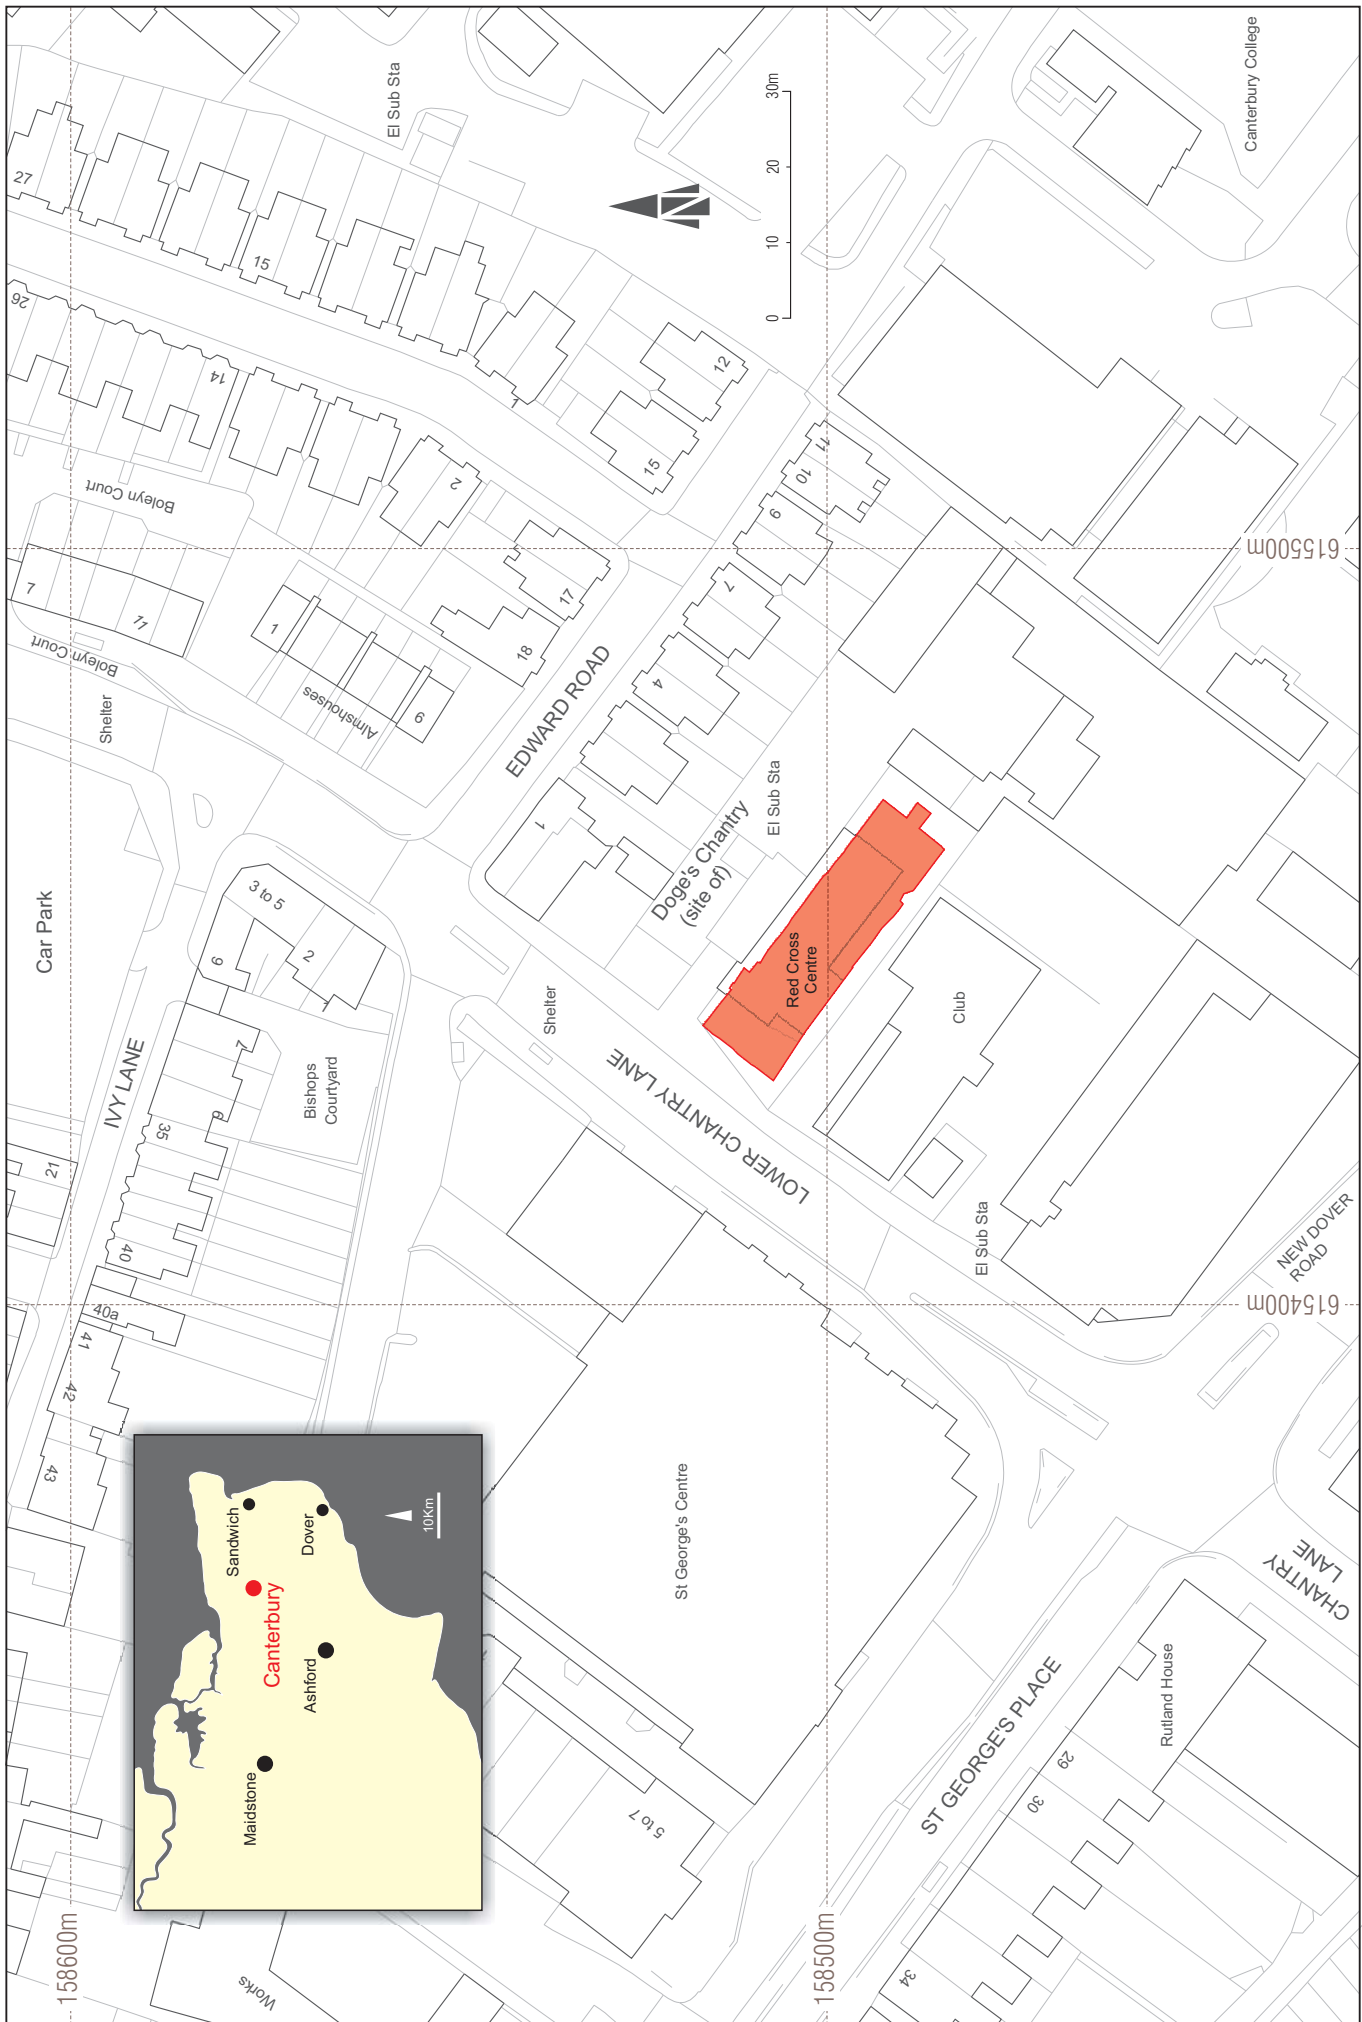 158600m
158500m
615400m
615500m
Works
5 to 7
43
42
41
40a
40
35
21
IVY LANE
Car Park
6
7
Bishops
Courtyard
6
3 to 5
2
1
Shelter
Boleyn Court
7
11
Boleyn Court
Almshouses
1
6
26
14
2
27
15
1
El Sub Sta
17
18
15
12
EDWARD ROAD
1
4
7
9
10
11
Doge's Chantry
(site of)
El Sub Sta
Red Cross
Centre
Shelter
LOWER CHANTRY LANE
Club
El Sub Sta
NEW DOVER
ROAD
St George's Centre
ST GEORGE'S PLACE
CHANTRY
LANE
Rutland House
29
30
34
Canterbury College
N
0
10
20
30m
Maidstone
Ashford
Canterbury
Sandwich
Dover
10Km